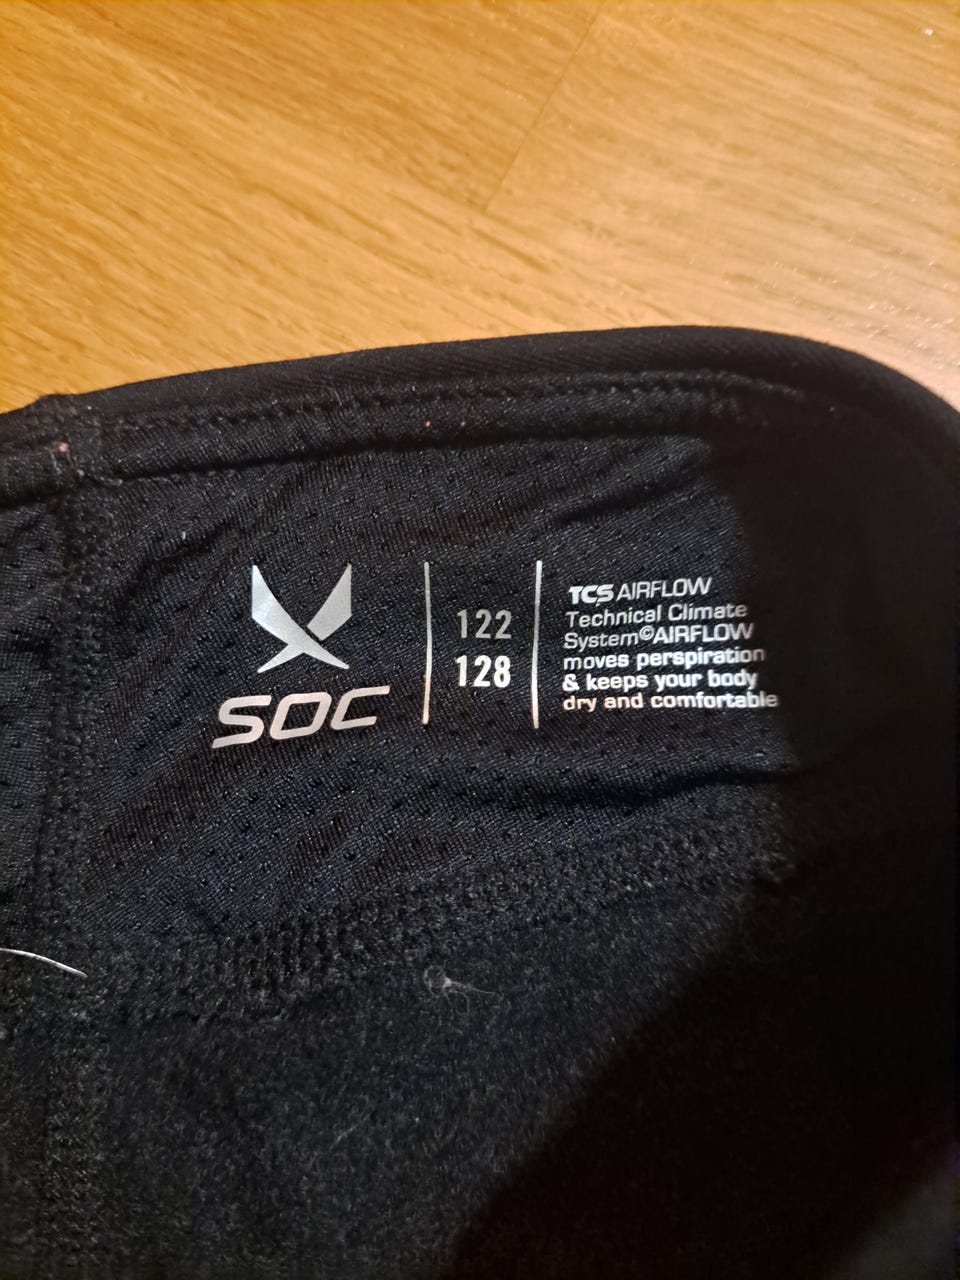 SOC
122
128
TCS AIRFLOW
Technical Climate
System©AIRFLOW
moves perspiration
& keeps your body
dry and comfortable